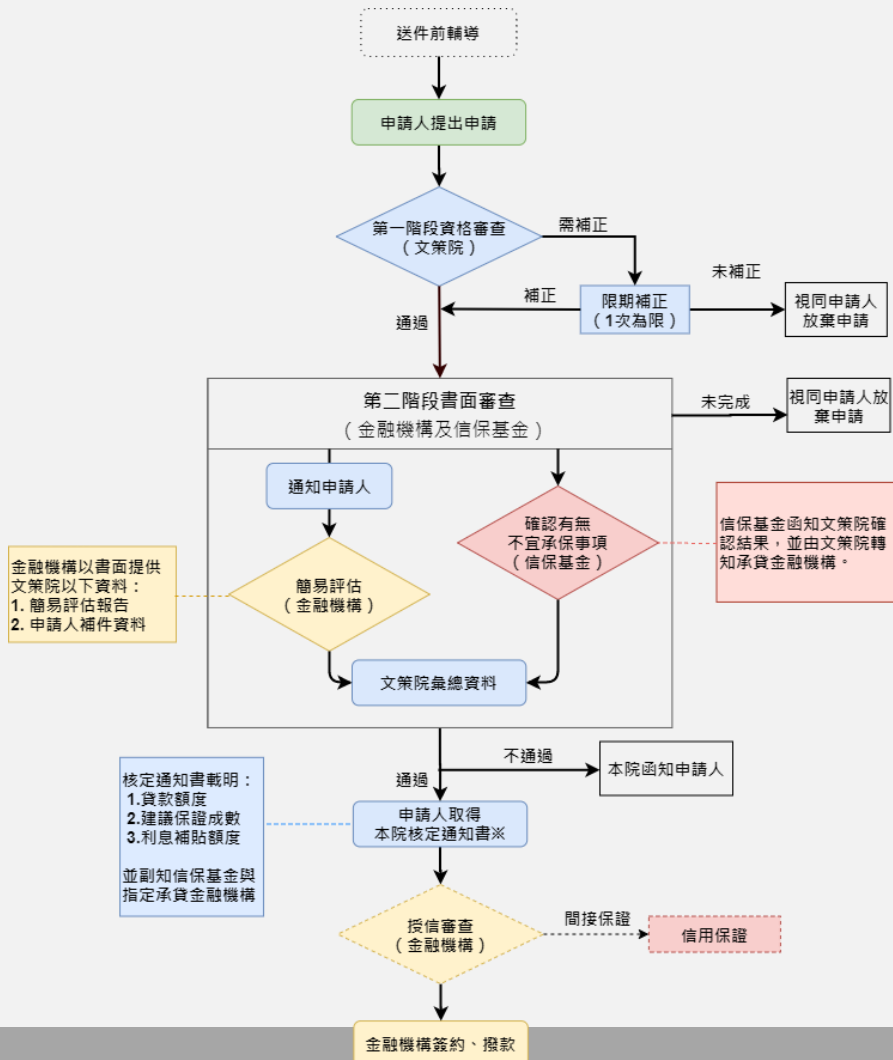 送件前輔導
申請人提出申請
第一階段資格審查
（文策院）
需補正
限期補正
（1次為限）
補正
未補正
視同申請人
放棄申請
通過
第二階段書面審查
（金融機構及信保基金）
未完成
視同申請人放
棄申請
通知申請人
確認有無
不宜承保事項
（信保基金）
信保基金函知文策院確
認結果，並由文策院轉
知承貸金融機構。
金融機構以書面提供
文策院以下資料：
1. 簡易評估報告
2. 申請人補件資料
簡易評估
（金融機構）
文策院彙總資料
不通過
本院函知申請人
通過
核定通知書載明：
1.貸款額度
2.建議保證成數
3.利息補貼額度
並副知信保基金與
指定承貸金融機構
申請人取得
本院核定通知書※
授信審查
（金融機構）
間接保證
信用保證
金融機構簽約、撥款